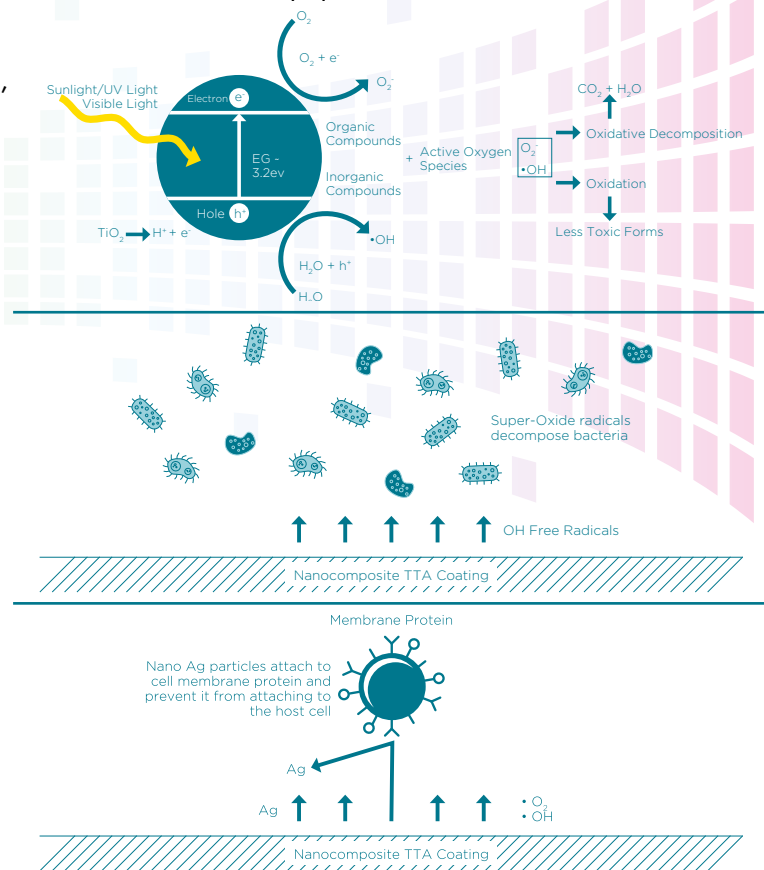 O₂
O₂ + e⁻
O₂⁻
Sunlight/UV Light
Visible Light
Electron e⁻
EG -
3.2ev
Hole h⁺
TiO₂ H⁺ + e⁻
Organic
Compounds
Inorganic
Compounds
+ Active Oxygen
Species
O₂⁻
•OH
CO₂ + H₂O
Oxidative Decomposition
Oxidation
Less Toxic Forms
•OH
H₂O + h⁺
H₂O
Super-Oxide radicals
decompose bacteria
OH Free Radicals
Nanocomposite TTA Coating
Membrane Protein
Nano Ag particles attach to
cell membrane protein and
prevent it from attaching to
the host cell
Ag
Ag
• O₂
• OH
Nanocomposite TTA Coating